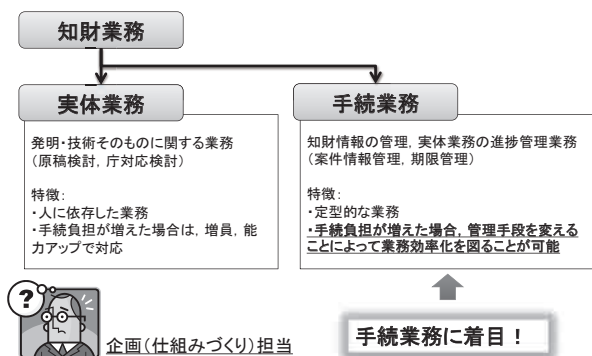 知財業務
実体業務
手続業務
発明・技術そのものに関する業務
(原稿検討, 庁対応検討)
特徴:
・人に依存した業務
・手続負担が増えた場合は, 増員, 能
力アップで対応
知財情報の管理, 実体業務の進捗管理業務
(案件情報管理, 期限管理)
特徴:
・定型的な業務
・手続負担が増えた場合, 管理手段を変える
ことによって業務効率化を図ることが可能
?
企画(仕組みづくり)担当
手続業務に着目!